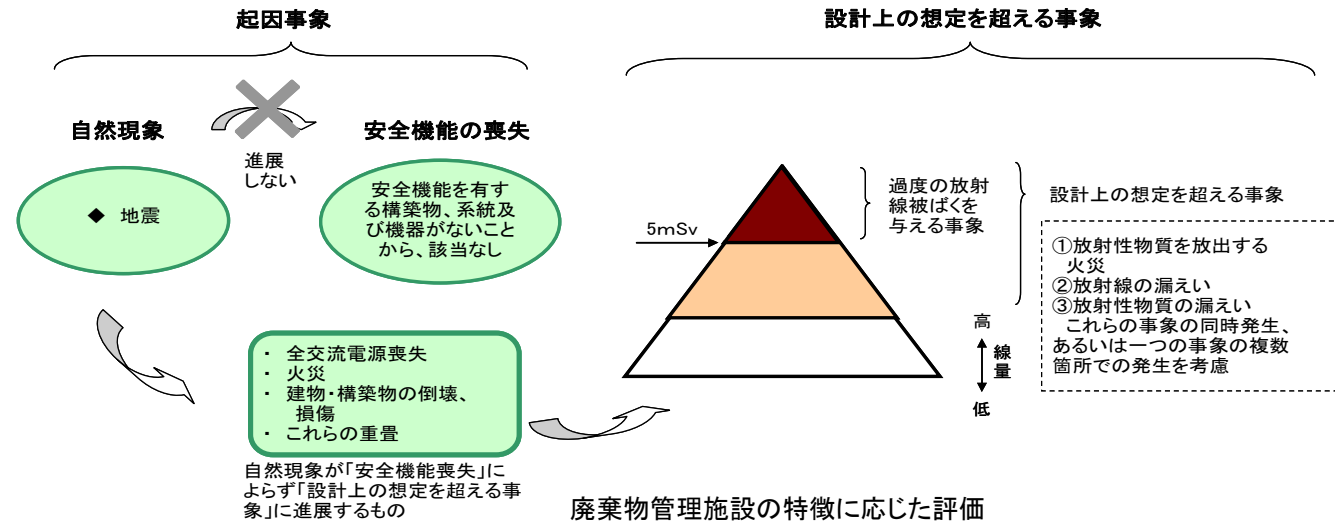 起因事象
設計上の想定を超える事象
自然現象
安全機能の喪失
進展
しない
◆ 地震
安全機能を有す
る構築物、系統及
び機器がないこと
から、該当なし
・ 全交流電源喪失
・ 火災
・ 建物・構築物の倒壊、
損傷
・ これらの重畳
自然現象が「安全機能喪失」に
よらず「設計上の想定を超える事
象」に進展するもの
5mSv
過度の放射
線被ばくを
与える事象
設計上の想定を超える事象
①放射性物質を放出する
火災
②放射線の漏えい
③放射性物質の漏えい
これらの事象の同時発生、
あるいは一つの事象の複数
箇所での発生を考慮
高
線
量
低
廃棄物管理施設の特徴に応じた評価